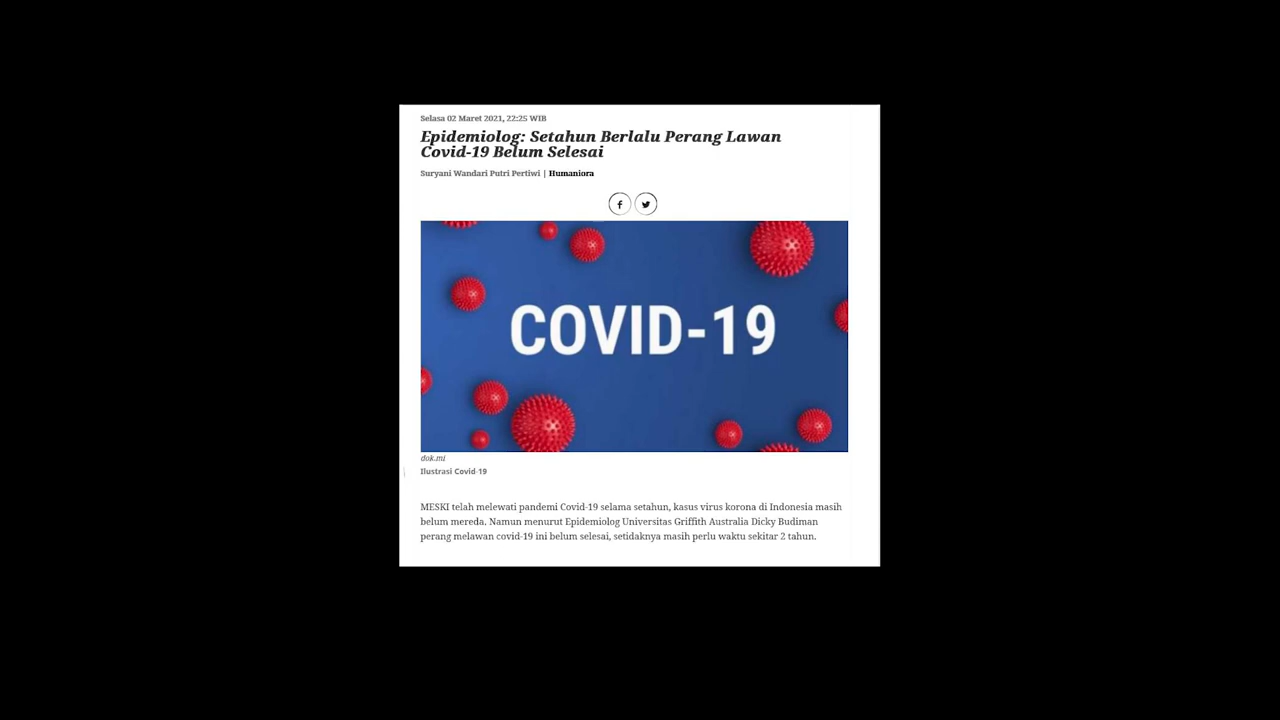 Selasa 02 Maret 2021, 22:25 WIB
Epidemiolog: Setahun Berlalu Perang Lawan
Covid-19 Belum Selesai
Suryani Wandari Putri Pertiwi | Humaniora
COVID-19
dok.mi
Ilustrasi Covid-19
MESKI telah melewati pandemi Covid-19 selama setahun, kasus virus korona di Indonesia masih
belum mereda. Namun menurut Epidemiolog Universitas Griffith Australia Dicky Budiman
perang melawan covid-19 ini belum selesai, setidaknya masih perlu waktu sekitar 2 tahun.